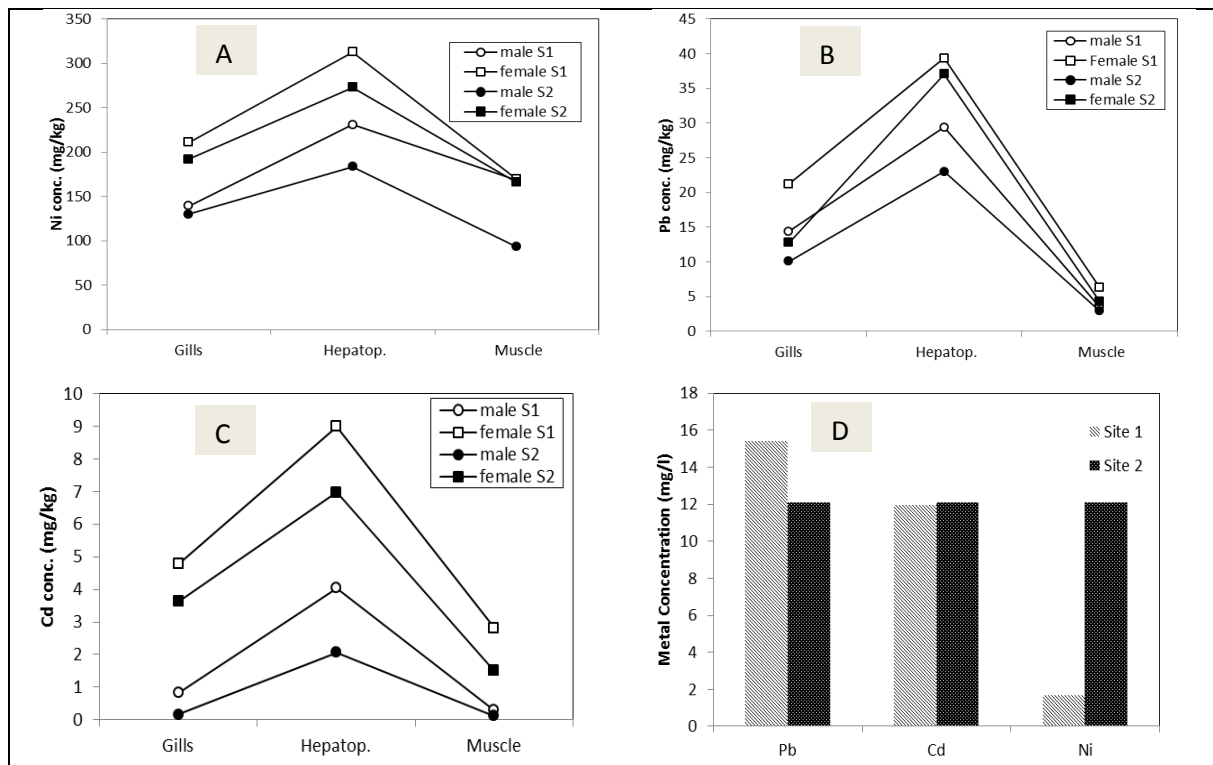 A
Ni conc. (mg/kg)
350
300
250
200
150
100
50
0
Gills
Hepatop.
Muscle
male S1
female S1
male S2
female S2
B
Pb conc. (mg/kg)
45
40
35
30
25
20
15
10
5
0
Gills
Hepatop.
Muscle
male S1
Female S1
male S2
female S2
C
Cd conc. (mg/kg)
10
9
8
7
6
5
4
3
2
1
0
Gills
Hepatop.
Muscle
male S1
female S1
male S2
female S2
D
Metal Concentration (mg/l)
18
16
14
12
10
8
6
4
2
0
Pb
Cd
Ni
Site 1
Site 2